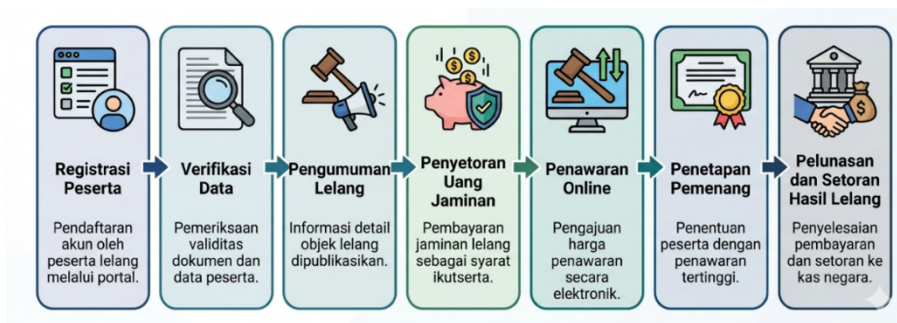 Registrasi
Peserta
Pendaftaran
akun oleh
peserta lelang
melalui portal.
Verifikasi
Data
Pemeriksaan
validitas
dokumen dan
data peserta.
Pengumuman
Lelang
Informasi detail
objek lelang
dipublikasikan.
Penyetoran
Uang
Jaminan
Pembayaran
jaminan lelang
sebagai syarat
ikutserta.
Penawaran
Online
Pengajuan
harga
penawaran
secara
elektronik.
Penetapan
Pemenang
Penentuan
peserta dengan
penawaran
tertinggi.
Pelunasan
dan Setoran
Hasil Lelang
Penyelesaian
pembayaran
dan setoran ke
kas negara.